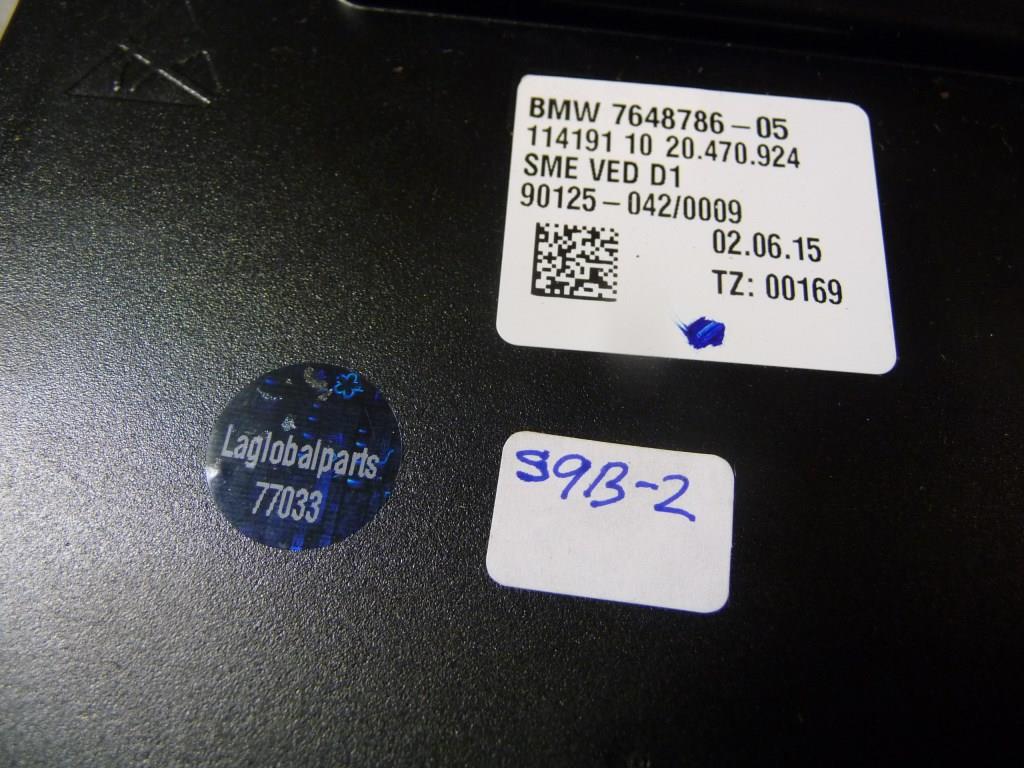 BMW 7648786-05
114191 10 20.470.924
SME VED D1
90125-042/0009
02.06.15
TZ: 00169
Laglobalparts
77033
S9B-2